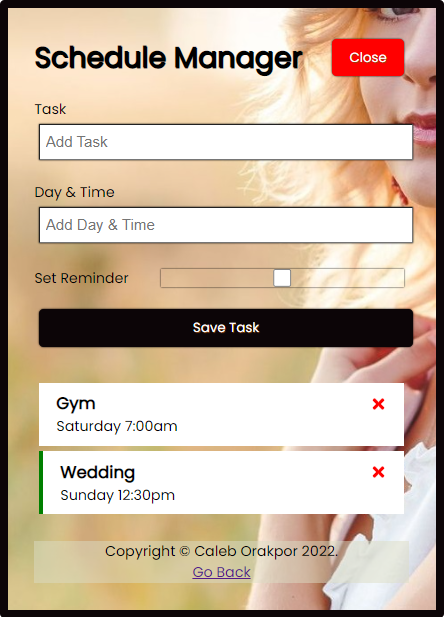 Schedule Manager
Close
Task
Add Task
Day & Time
Add Day & Time
Set Reminder
Save Task
Gym
Saturday 7:00am
Wedding
Sunday 12:30pm
Copyright © Caleb Orakpor 2022.
Go Back